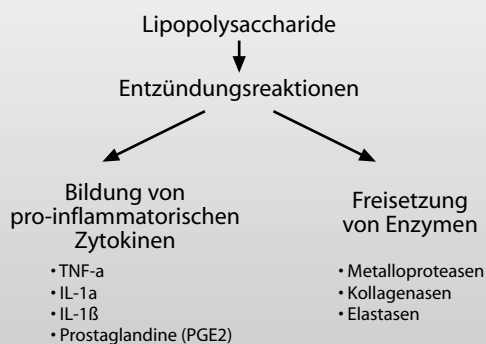 Lipopolysaccharide
Entzündungsreaktionen
Bildung von
pro-inflammatorischen
Zytokinen
• TNF-a
• IL-1a
• IL-1ß
• Prostaglandine (PGE2)
Freisetzung
von Enzymen
• Metalloproteasen
• Kollagenasen
• Elastasen